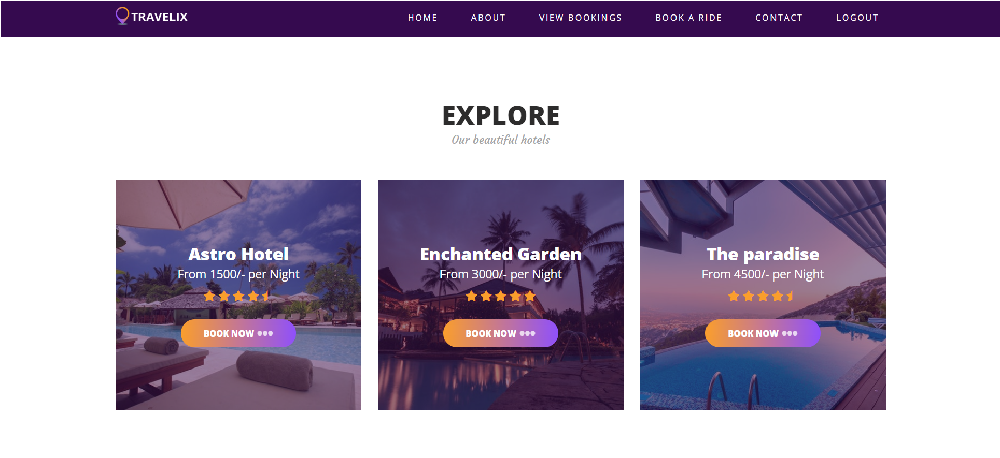 TRAVELIX
HOME ABOUT VIEW BOOKINGS BOOK A RIDE CONTACT LOGOUT
EXPLORE
Our beautiful hotels
Astro Hotel
From 1500/- per Night
BOOK NOW
Enchanted Garden
From 3000/- per Night
BOOK NOW
The paradise
From 4500/- per Night
BOOK NOW